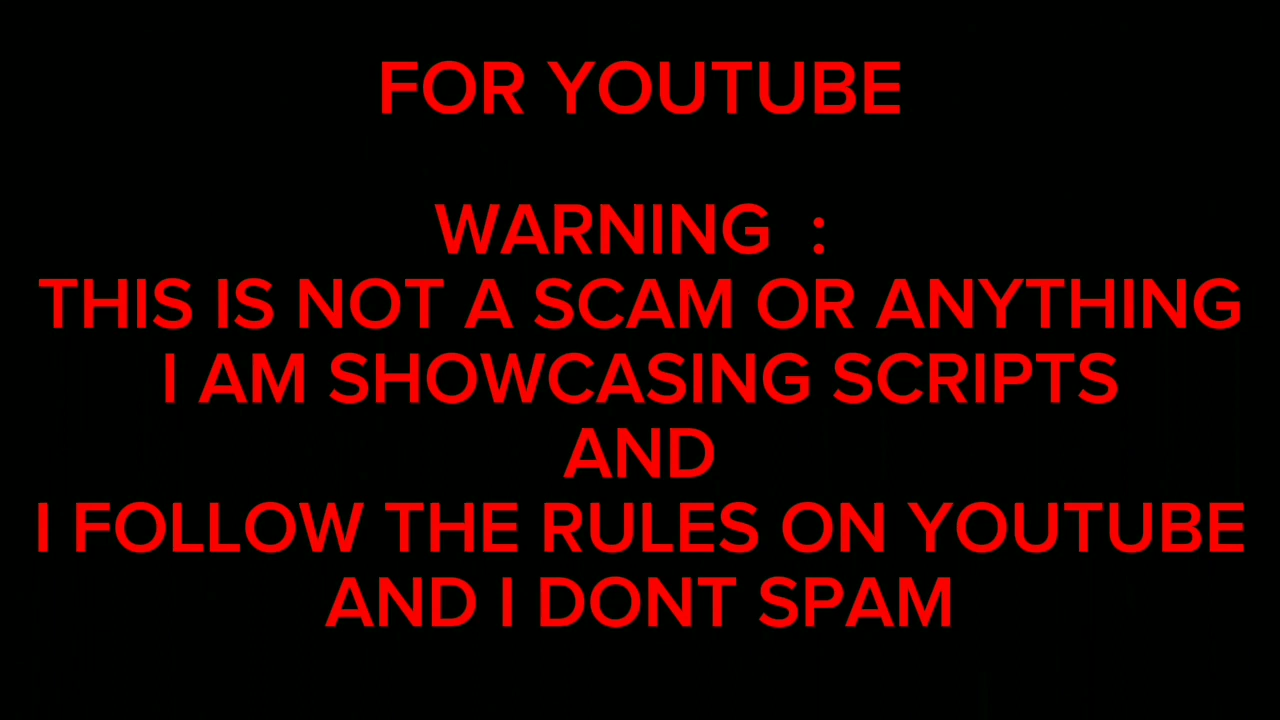 FOR YOUTUBE
WARNING :
THIS IS NOT A SCAM OR ANYTHING
I AM SHOWCASING SCRIPTS
AND
I FOLLOW THE RULES ON YOUTUBE
AND I DONT SPAM